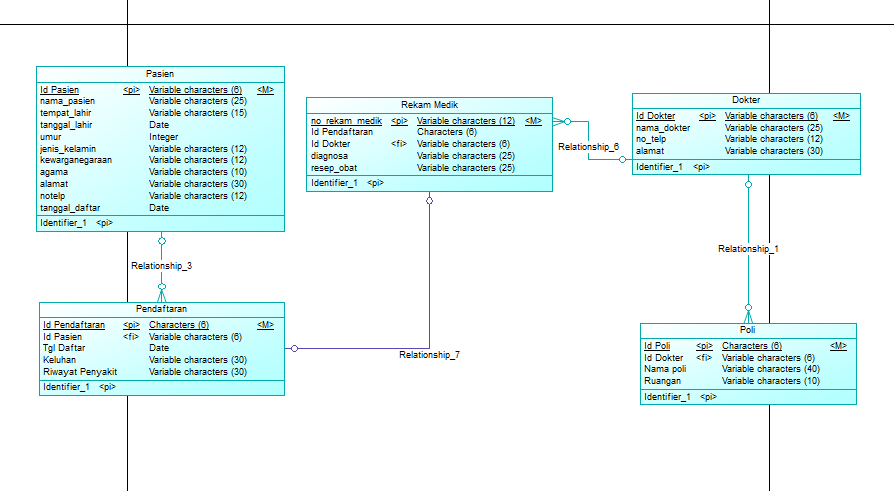 Pasien
Id Pasien <pi> Variable characters (6) <M>
nama_pasien Variable characters (25)
tempat_lahir Variable characters (15)
tanggal_lahir Date
umur Integer
jenis_kelamin Variable characters (12)
kewarganegaraan Variable characters (12)
agama Variable characters (10)
alamat Variable characters (30)
notelp Variable characters (12)
tanggal_daftar Date
Identifier_1 <pi>
Rekam Medik
no_rekam_medik <pi> Variable characters (12) <M>
Id Pendaftaran Characters (6)
Id Dokter <fi> Variable characters (6)
diagnosa Variable characters (25)
resep_obat Variable characters (25)
Identifier_1 <pi>
Dokter
Id Dokter <pi> Variable characters (6) <M>
nama_dokter Variable characters (25)
no_telp Variable characters (12)
alamat Variable characters (30)
Identifier_1 <pi>
Relationship_6
Relationship_1
Relationship_3
Pendaftaran
Id Pendaftaran <pi> Characters (6) <M>
Id Pasien <fi> Variable characters (6)
Tgl Daftar Date
Keluhan Variable characters (30)
Riwayat Penyakit Variable characters (30)
Identifier_1 <pi>
Relationship_7
Poli
Id Poli <pi> Characters (6) <M>
Id Dokter <fi> Variable characters (6)
Nama poli Variable characters (40)
Ruangan Variable characters (10)
Identifier_1 <pi>